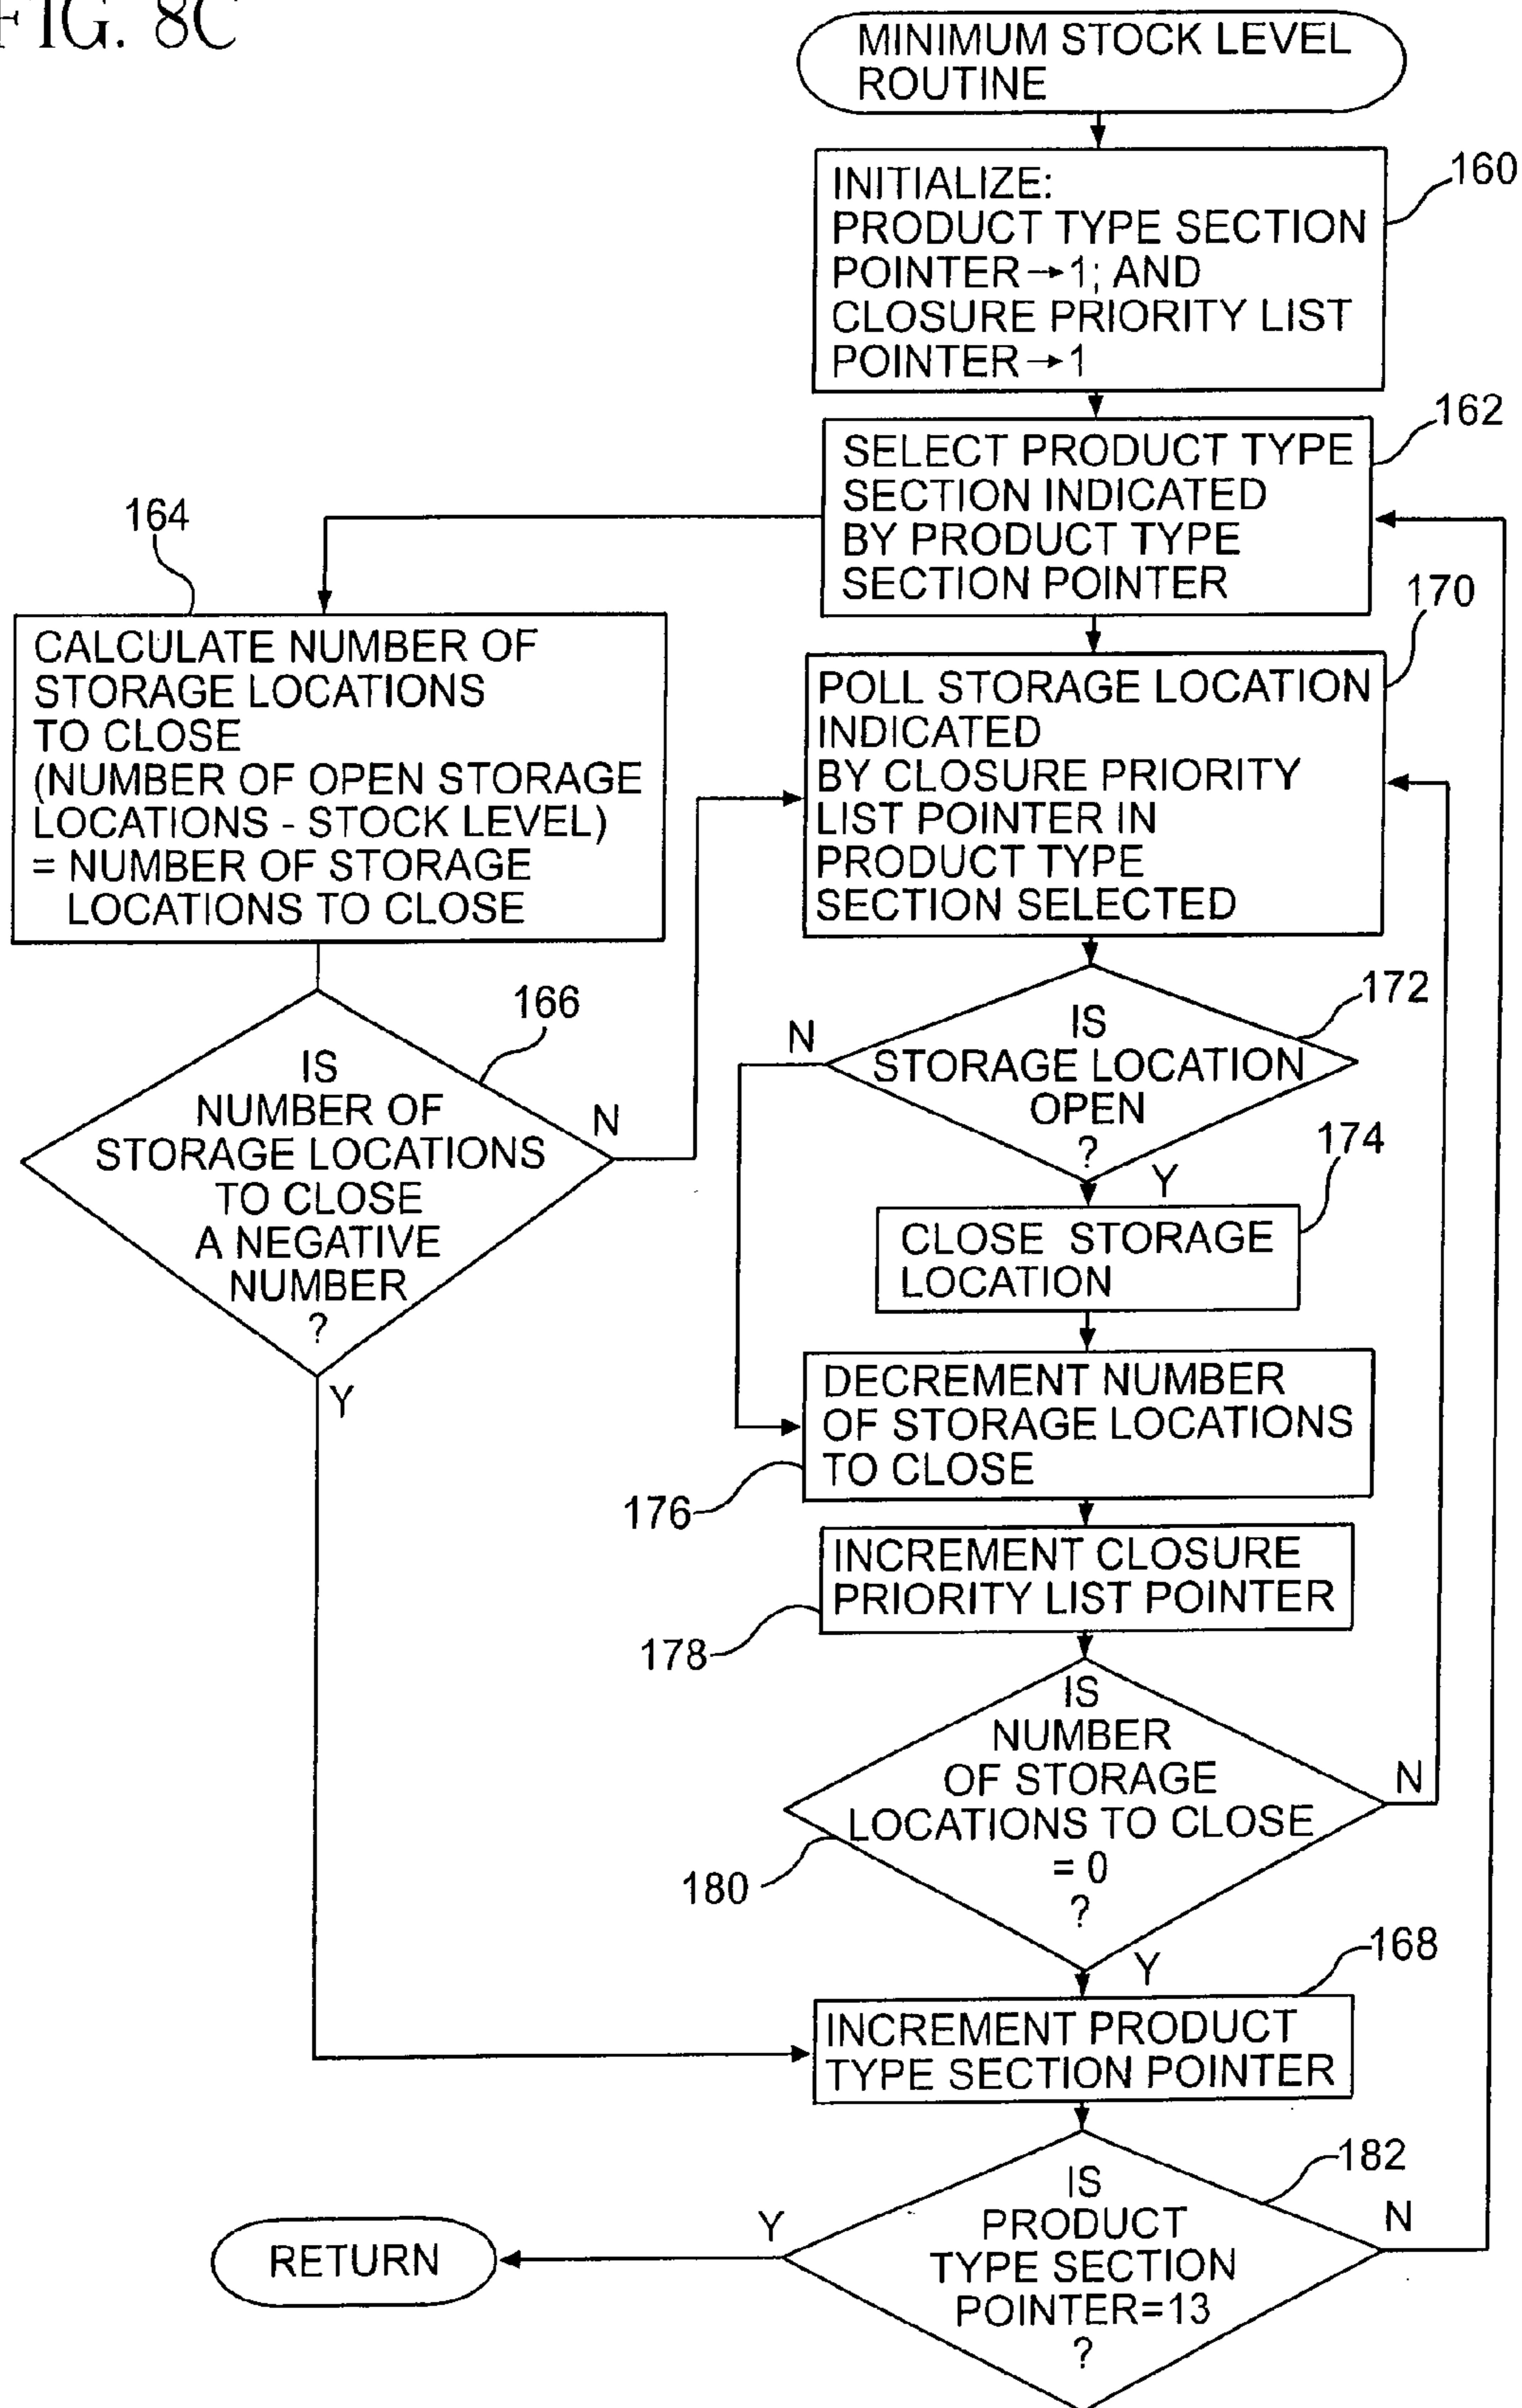 FIG. 8C
MINIMUM STOCK LEVEL
ROUTINE
INITIALIZE:
PRODUCT TYPE SECTION
POINTER→1; AND
CLOSURE PRIORITY LIST
POINTER→1
160
SELECT PRODUCT TYPE
SECTION INDICATED
BY PRODUCT TYPE
SECTION POINTER
162
164
CALCULATE NUMBER OF
STORAGE LOCATIONS
TO CLOSE
(NUMBER OF OPEN STORAGE
LOCATIONS - STOCK LEVEL)
= NUMBER OF STORAGE
LOCATIONS TO CLOSE
170
POLL STORAGE LOCATION
INDICATED
BY CLOSURE PRIORITY
LIST POINTER IN
PRODUCT TYPE
SECTION SELECTED
166
IS
NUMBER OF
STORAGE LOCATIONS
TO CLOSE
A NEGATIVE
NUMBER
?
N
Y
172
IS
STORAGE LOCATION
OPEN
?
N
Y
174
CLOSE STORAGE
LOCATION
DECREMENT NUMBER
OF STORAGE LOCATIONS
TO CLOSE
176
INCREMENT CLOSURE
PRIORITY LIST POINTER
178
IS
NUMBER
OF STORAGE
LOCATIONS TO CLOSE
= 0
?
N
180
Y
168
INCREMENT PRODUCT
TYPE SECTION POINTER
182
IS
PRODUCT
TYPE SECTION
POINTER=13
?
Y
N
RETURN